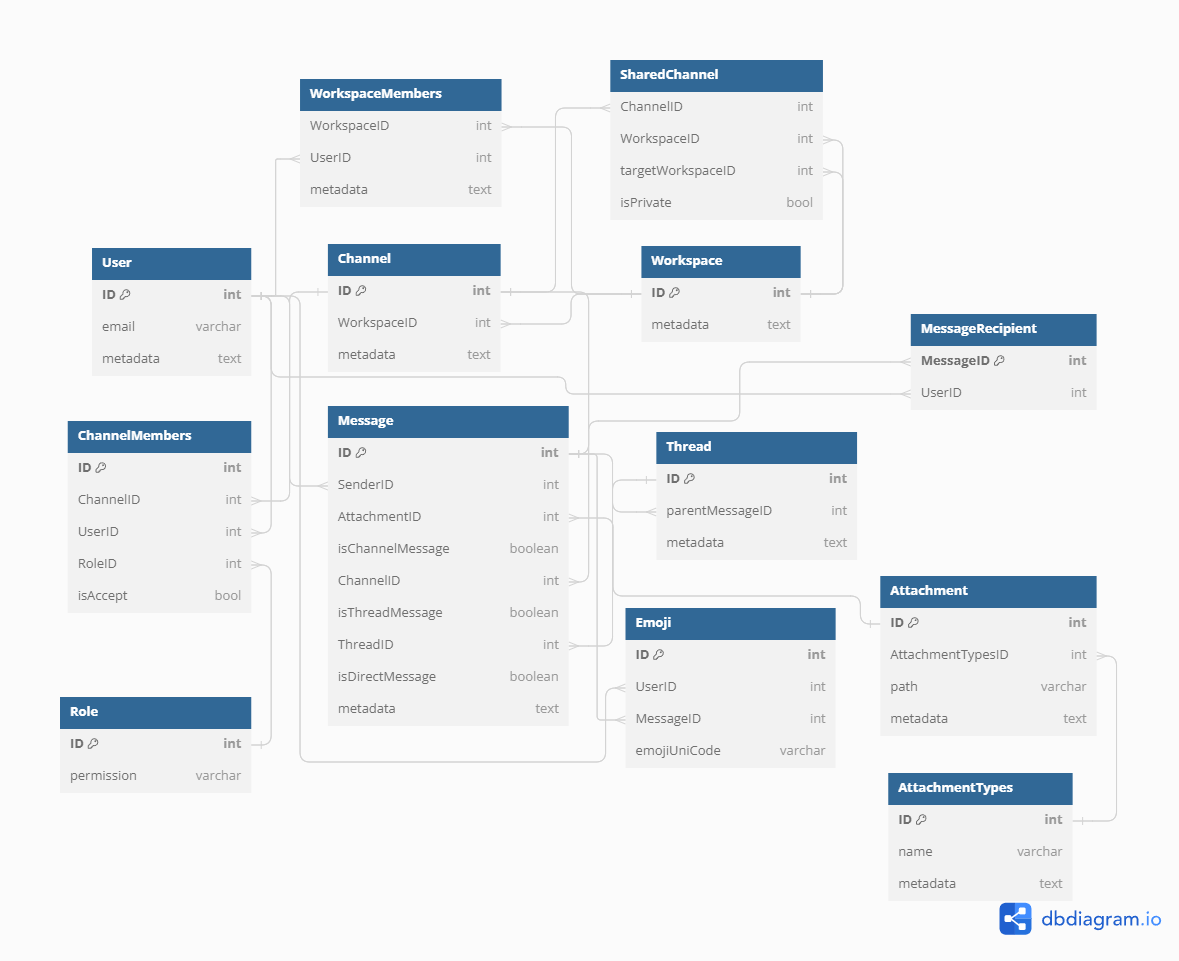 SharedChannel
ChannelID int
WorkspaceID int
targetWorkspaceID int
isPrivate bool
WorkspaceMembers
WorkspaceID int
UserID int
metadata text
User
ID int
email varchar
metadata text
Channel
ID int
WorkspaceID int
metadata text
Workspace
ID int
metadata text
MessageRecipient
MessageID int
UserID int
ChannelMembers
ID int
ChannelID int
UserID int
RoleID int
isAccept bool
Message
ID int
SenderID int
AttachmentID int
isChannelMessage boolean
ChannelID int
isThreadMessage boolean
ThreadID int
isDirectMessage boolean
metadata text
Thread
ID int
parentMessageID int
metadata text
Attachment
ID int
AttachmentTypesID int
path varchar
metadata text
Emoji
ID int
UserID int
MessageID int
emojiUniCode varchar
Role
ID int
permission varchar
AttachmentTypes
ID int
name varchar
metadata text
dbdiagram.io